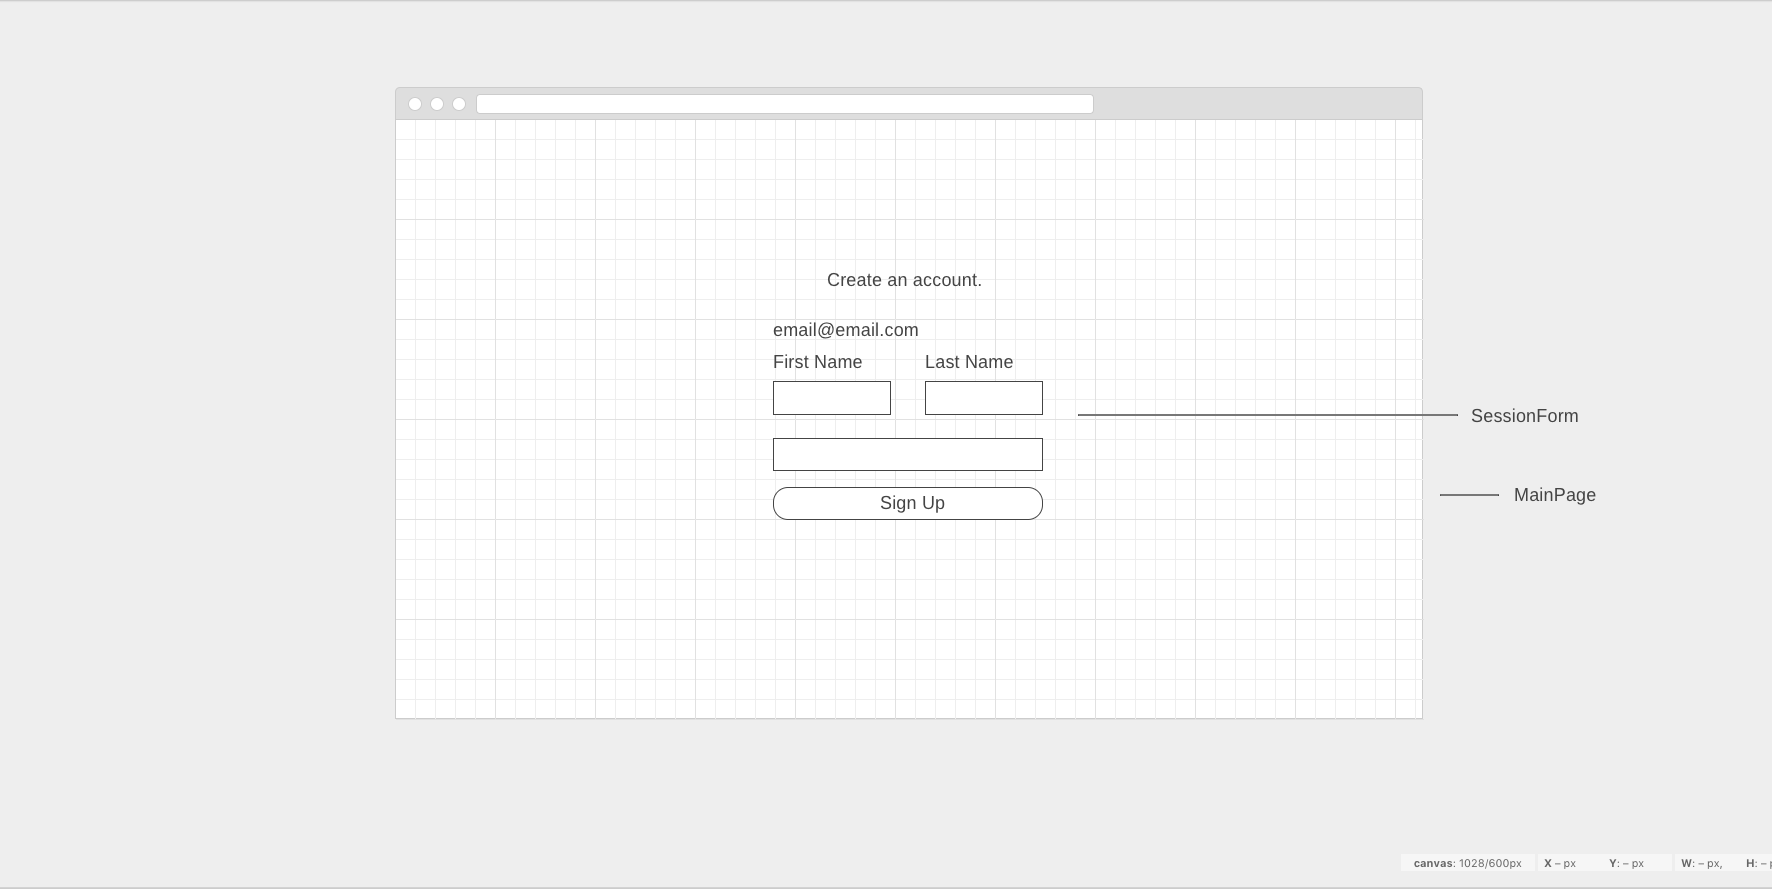 Create an account.
email@email.com
First Name Last Name
SessionForm
MainPage
Sign Up
canvas: 1028/600px X – px Y: – px W: – px, H: – p